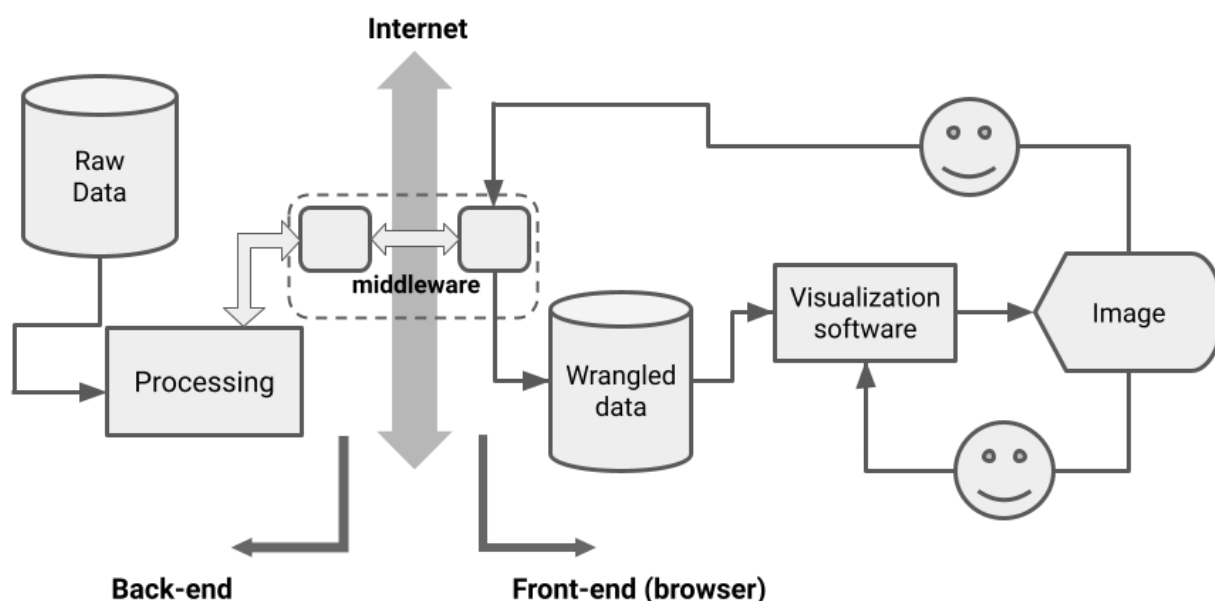 Internet
Raw
Data
middleware
Processing
Wrangled
data
Visualization
software
Image
Back-end
Front-end (browser)